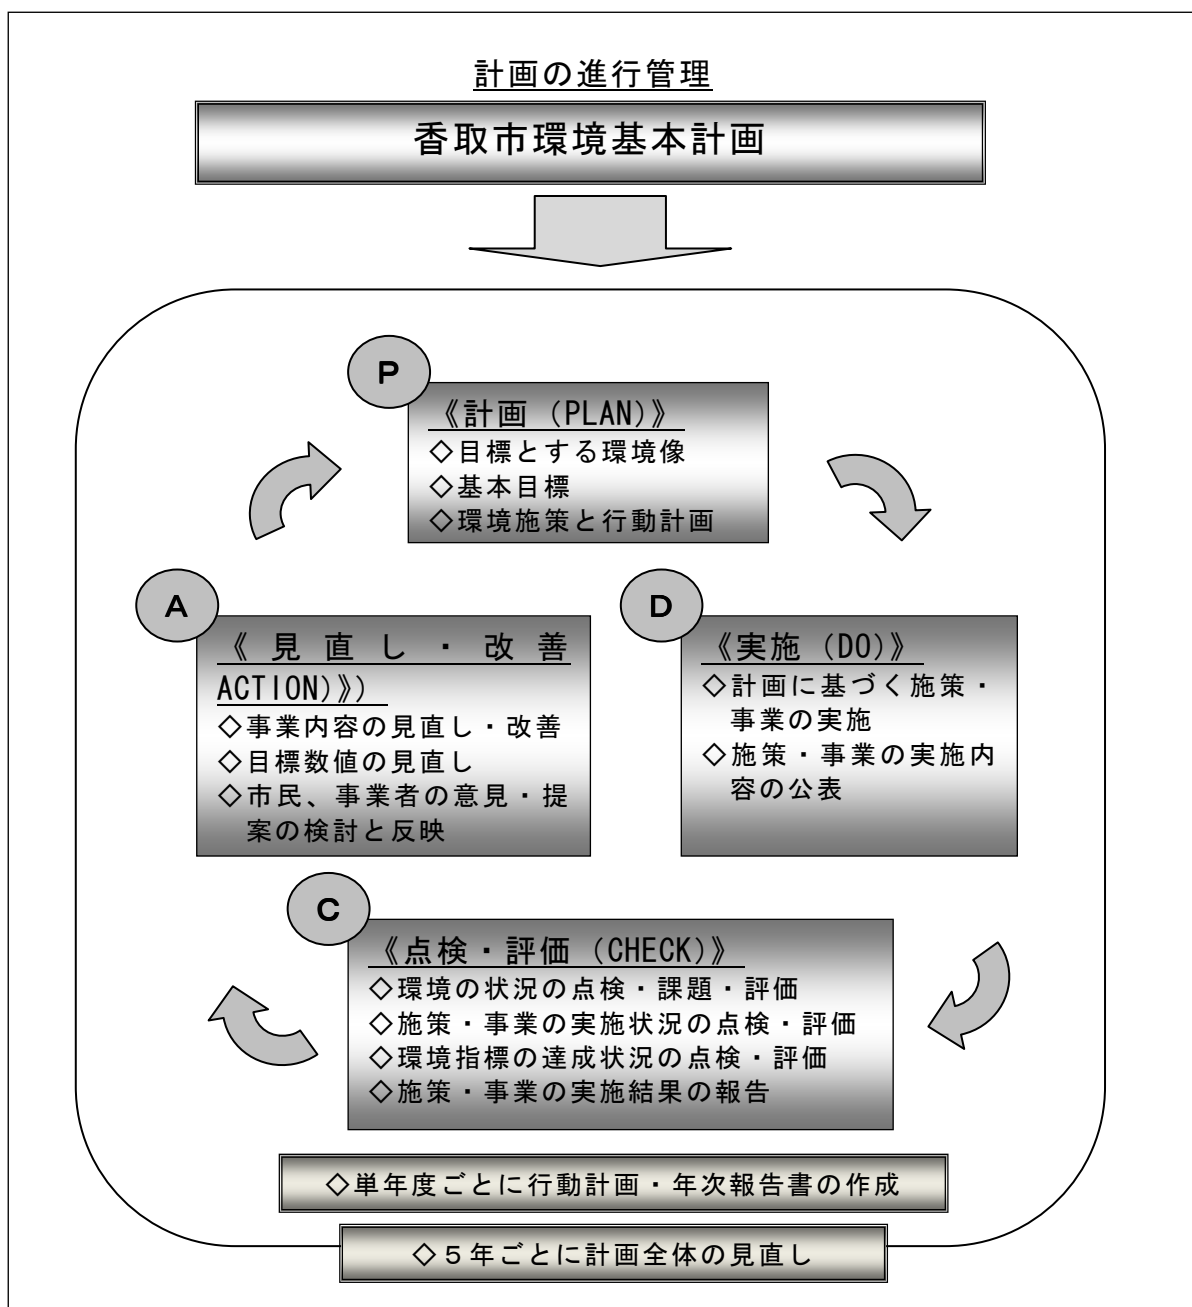 計画の進行管理
香取市環境基本計画
P
《計画（PLAN)》
◇目標とする環境像
◇基本目標
◇環境施策と行動計画
A
《見直し・改善
ACTION)》)
◇事業内容の見直し・改善
◇目標数値の見直し
◇市民、事業者の意見・提
案の検討と反映
D
《実施（DO)》
◇計画に基づく施策・
事業の実施
◇施策・事業の実施内
容の公表
C
《点検・評価（CHECK)》
◇環境の状況の点検・課題・評価
◇施策・事業の実施状況の点検・評価
◇環境指標の達成状況の点検・評価
◇施策・事業の実施結果の報告
◇単年度ごとに行動計画・年次報告書の作成
◇５年ごとに計画全体の見直し